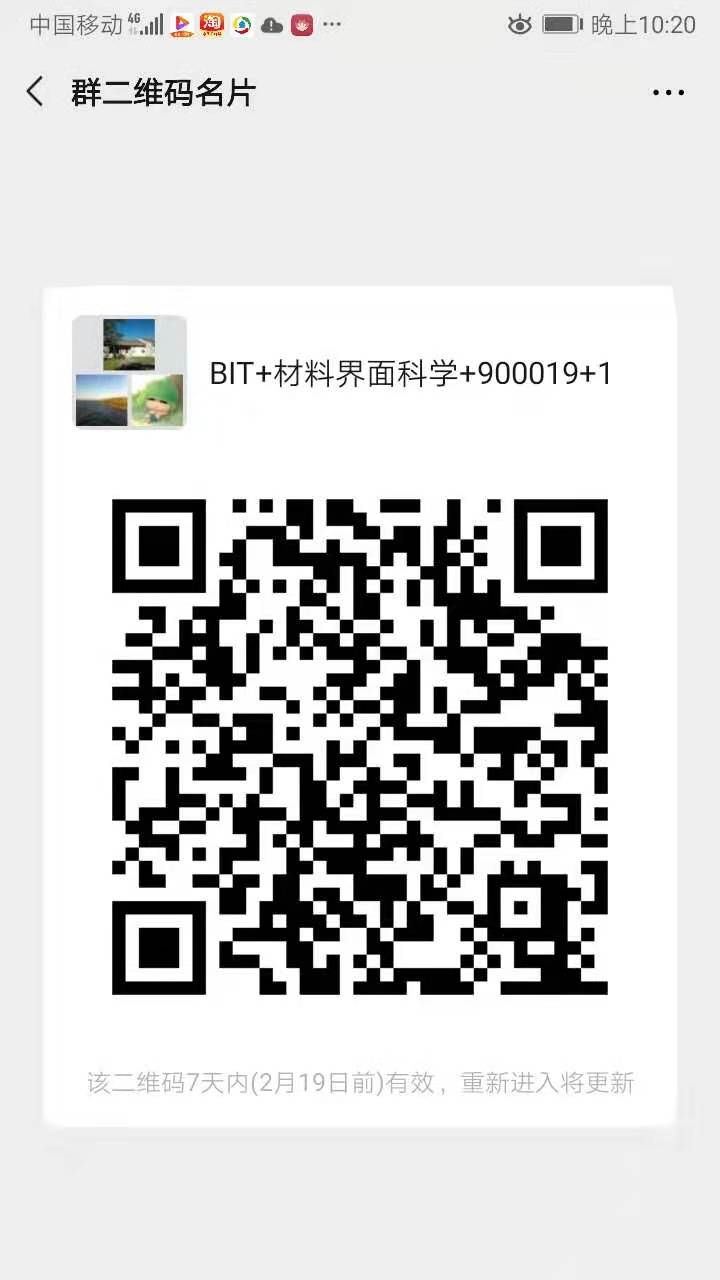 中国移动 4G 晚上10:20
群二维码名片
BIT+材料界面科学+900019+1
该二维码7天内(2月19日前)有效，重新进入将更新